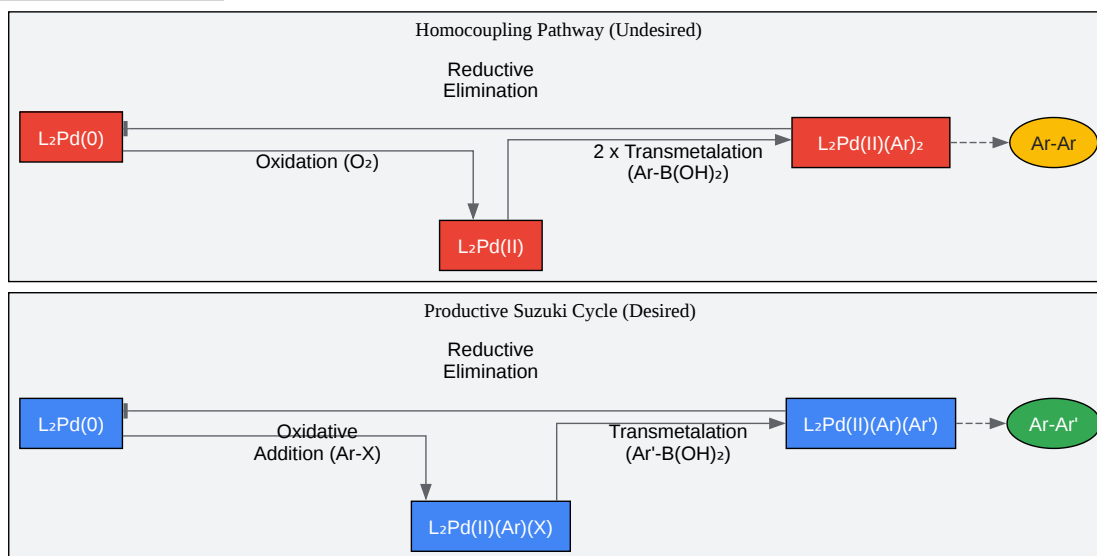 Homocoupling Pathway (Undesired)
Reductive
Elimination
L₂Pd(0)
L₂Pd(II)(Ar)₂
Ar-Ar
Oxidation (O₂)
2 x Transmetalation
(Ar-B(OH)₂)
L₂Pd(II)
Productive Suzuki Cycle (Desired)
Reductive
Elimination
L₂Pd(0)
L₂Pd(II)(Ar)(Ar')
Ar-Ar'
Oxidative
Addition (Ar-X)
Transmetalation
(Ar'-B(OH)₂)
L₂Pd(II)(Ar)(X)